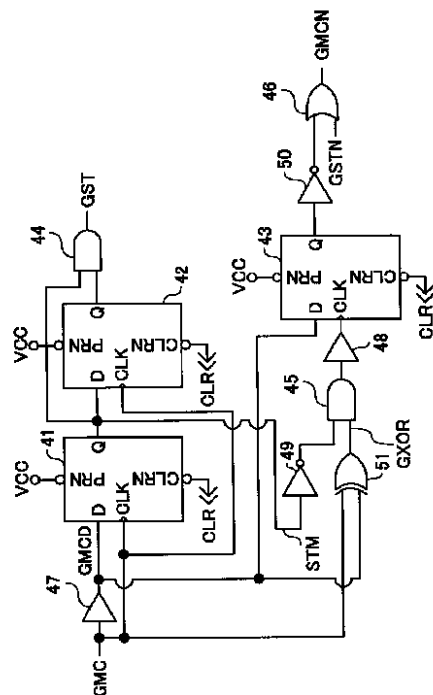 GMC
47
GMCD
VCC
41
D
PRN
Q
CLK
CLRN
CLR
VCC
D
PRN
Q
CLK
CLRN
CLR
42
44
GST
STM
49
51
GXOR
45
48
VCC
43
D
PRN
Q
CLK
CLRN
CLR
50
GSTN
46
GMCN